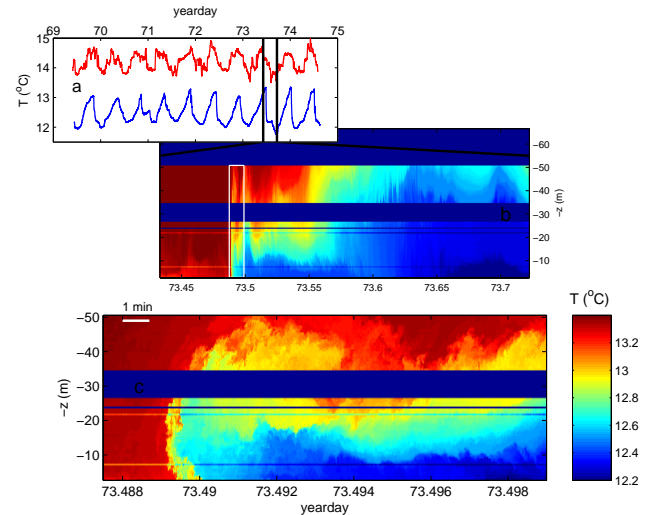 yearday
69 70 71 72 73 74 75
15
14
13
12
T (°C)
a
−60
−50
−40
−30
−20
−10
−z (m)
b
73.45 73.5 73.55 73.6 73.65 73.7
1 min
−50
−40
−30
−20
−10
−z (m)
c
73.488 73.49 73.492 73.494 73.496 73.498
yearday
T (°C)
13.2
13
12.8
12.6
12.4
12.2